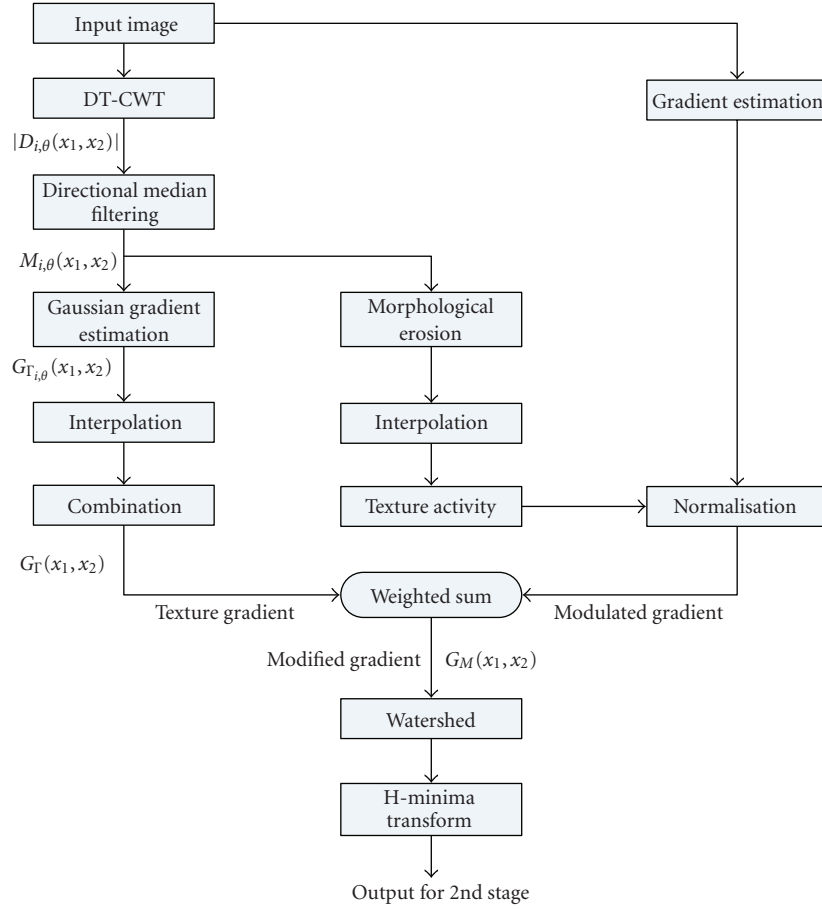 Input image
DT-CWT
Gradient estimation
|D_{i,θ}(x_1, x_2)|
Directional median
filtering
M_{i,θ}(x_1, x_2)
Gaussian gradient
estimation
Morphological
erosion
G_{Γ_{i,θ}}(x_1, x_2)
Interpolation
Interpolation
Combination
Texture activity
Normalisation
G_Γ(x_1, x_2)
Texture gradient
Weighted sum
Modulated gradient
Modified gradient
G_M(x_1, x_2)
Watershed
H-minima
transform
Output for 2nd stage